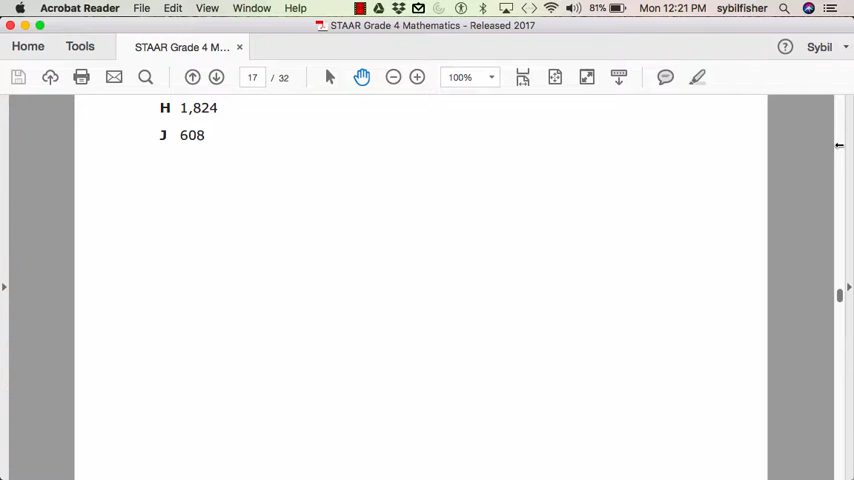 Acrobat Reader File Edit View Window Help 81% Mon 12:21 PM sybilfisher
STAAR Grade 4 Mathematics - Released 2017
Home Tools STAAR Grade 4 M... × Sybil
17 / 32 100%
H 1,824
J 608